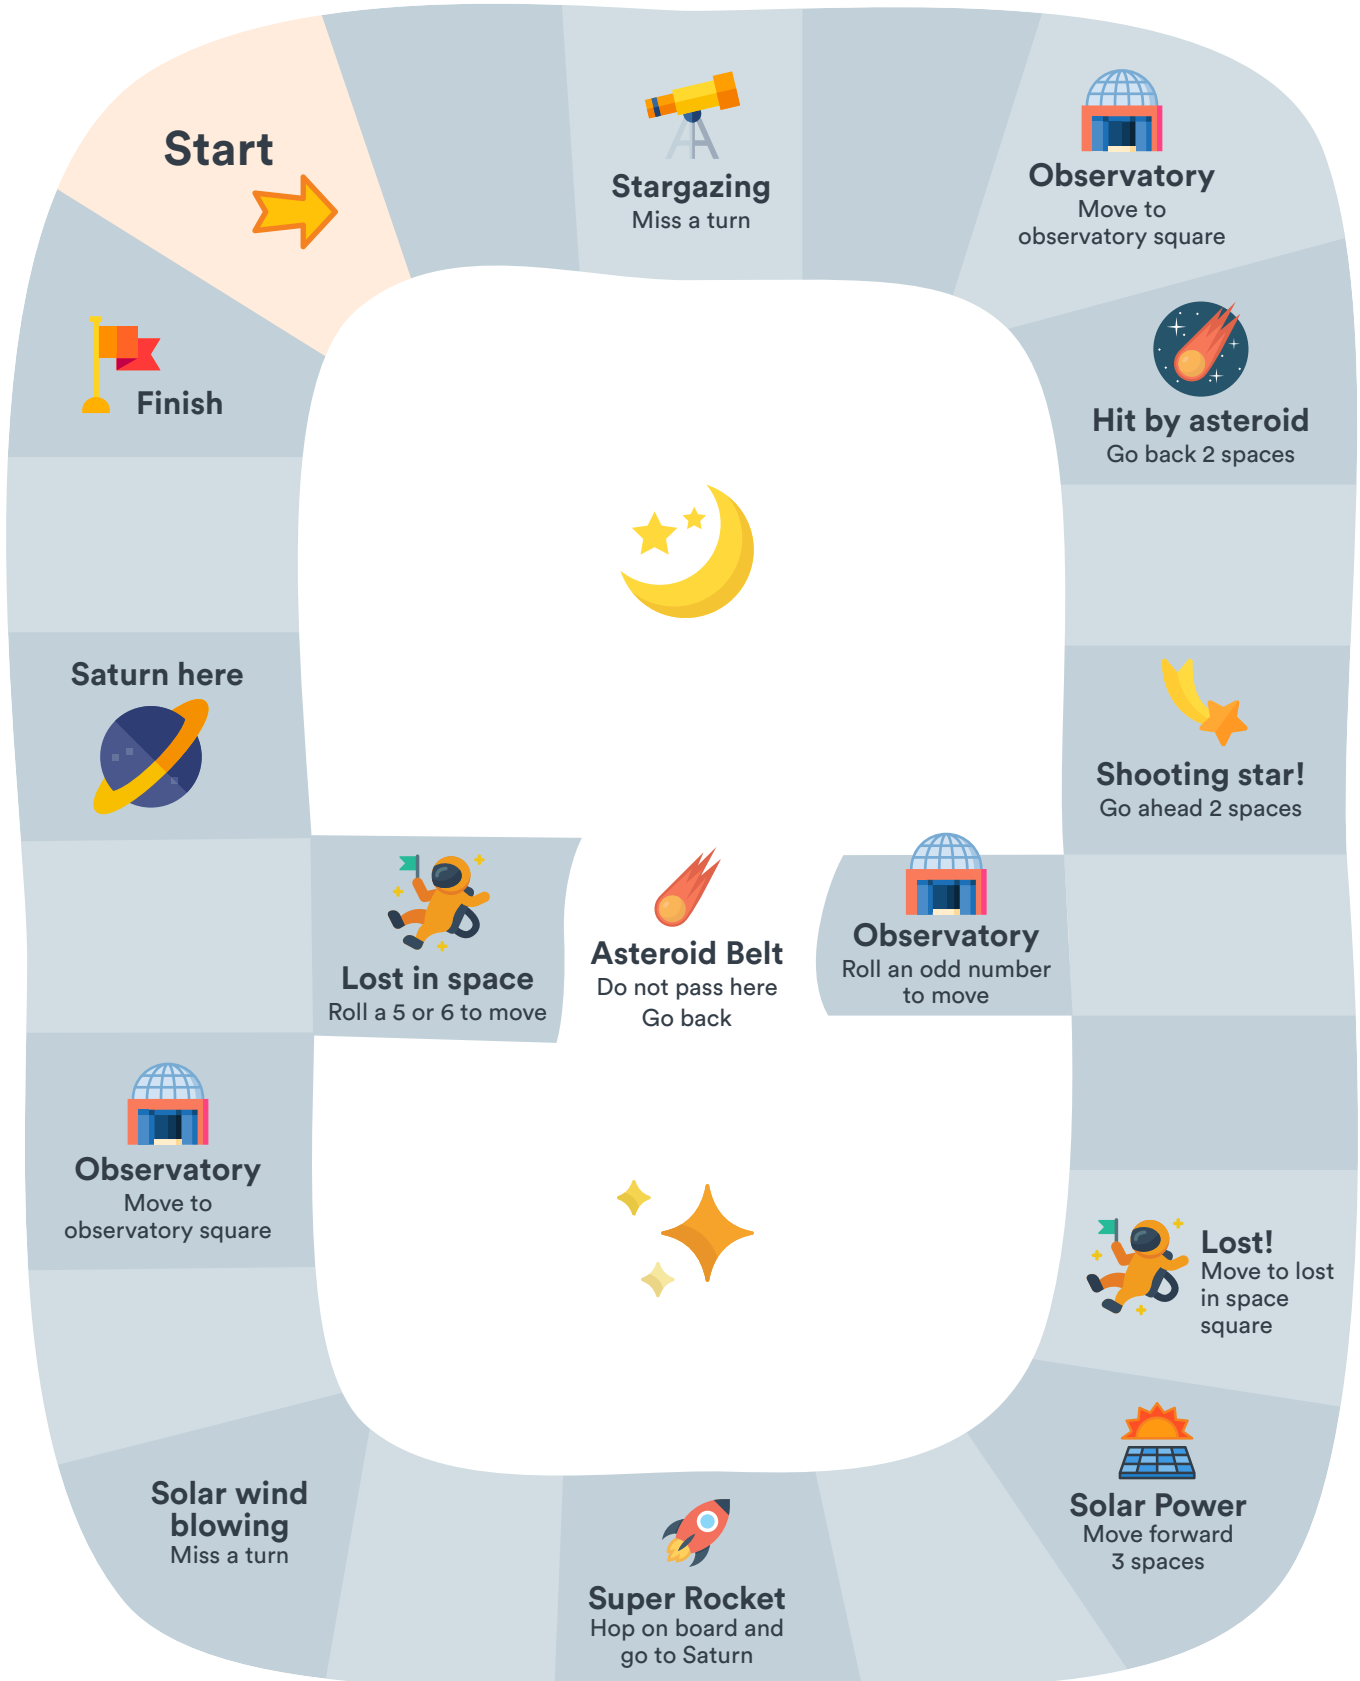 Start
Stargazing
Miss a turn
Observatory
Move to
observatory square
Hit by asteroid
Go back 2 spaces
Shooting star!
Go ahead 2 spaces
Observatory
Roll an odd number
to move
Asteroid Belt
Do not pass here
Go back
Lost in space
Roll a 5 or 6 to move
Lost!
Move to lost
in space
square
Solar Power
Move forward
3 spaces
Super Rocket
Hop on board and
go to Saturn
Solar wind
blowing
Miss a turn
Observatory
Move to
observatory square
Saturn here
Finish